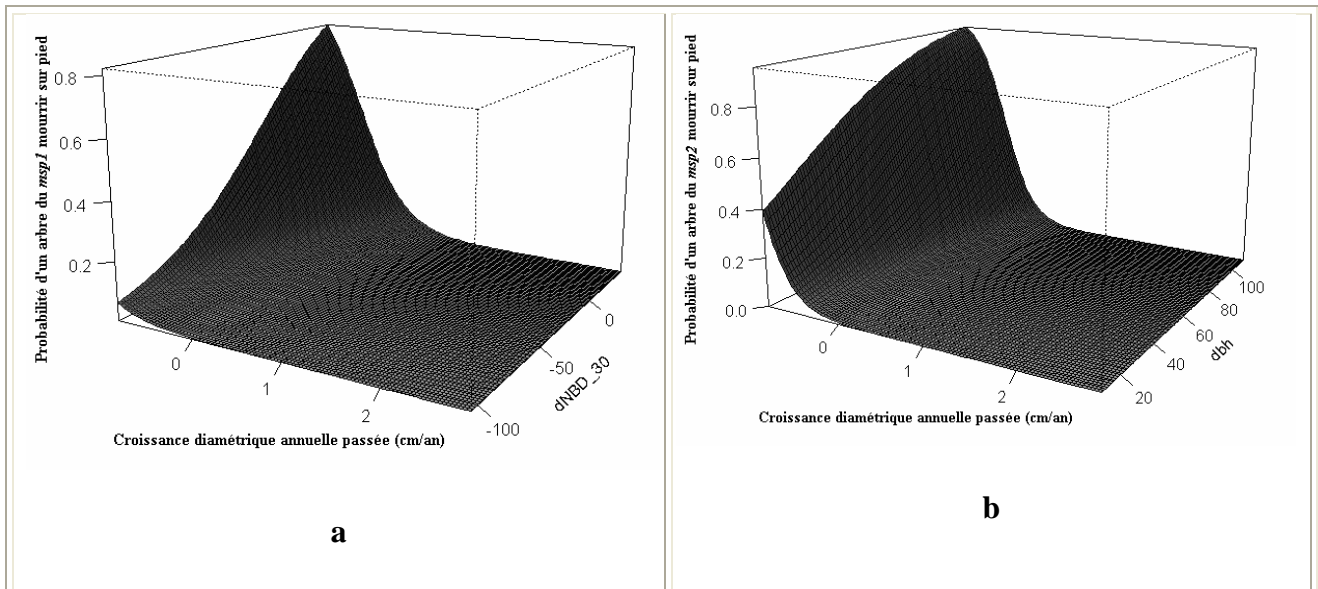 Probabilité d'un arbre du msp1 mourrir sur pied
0.8
0.6
0.4
0.2
0
1
2
0
-50
-100
dNBD_30
Croissance diamétrique annuelle passée (cm/an)
a
Probabilité d'un arbre du msp2 mourrir sur pied
0.8
0.6
0.4
0.2
0.0
0
1
2
100
80
60
40
20
dbh
Croissance diamétrique annuelle passée (cm/an)
b